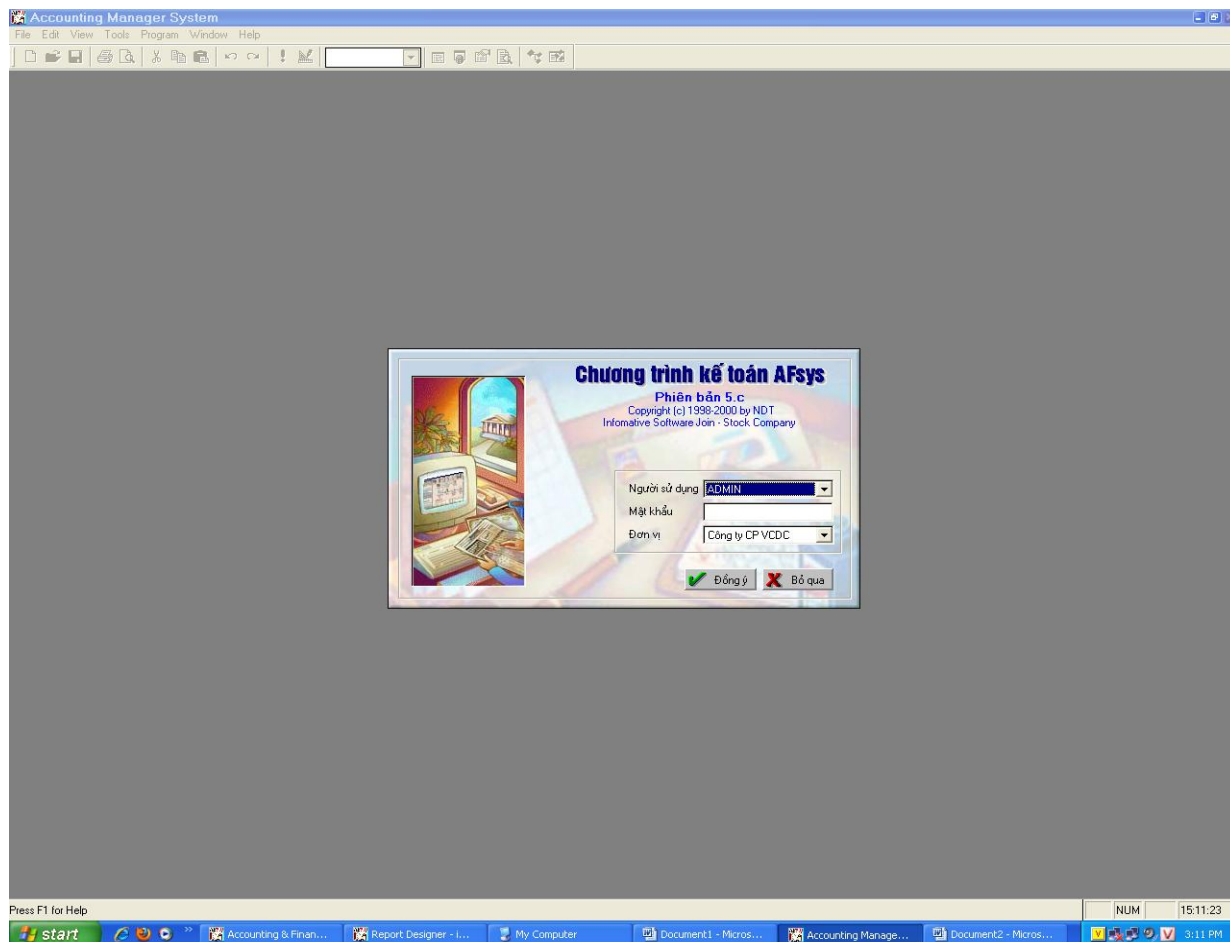 Accounting Manager System
File Edit View Tools Program Window Help
Chương trình kế toán AFsys
Phiên bản 5.c
Copyright (c) 1998-2000 by NDT
Infomative Software Join - Stock Company
Người sử dụng ADMIN
Mật khẩu
Đơn vị Công ty CP VCDC
Đồng ý Bỏ qua
Press F1 for Help NUM 15:11:23
start Accounting & Finan... Report Designer - i... My Computer Document1 - Micros... Accounting Manage... Document2 - Micros... V V 3:11 PM